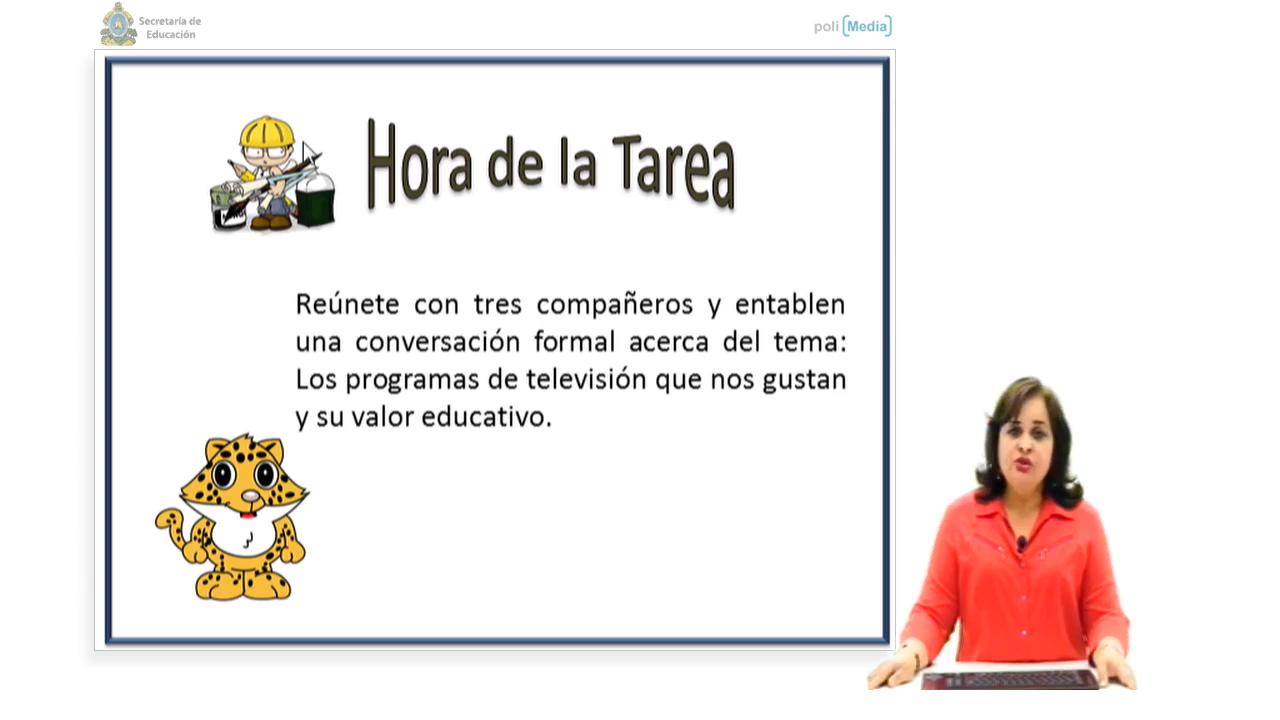 Secretaría de
Educación
poli [Media]
Hora de la Tarea
Reúnete con tres compañeros y entablen
una conversación formal acerca del tema:
Los programas de televisión que nos gustan
y su valor educativo.